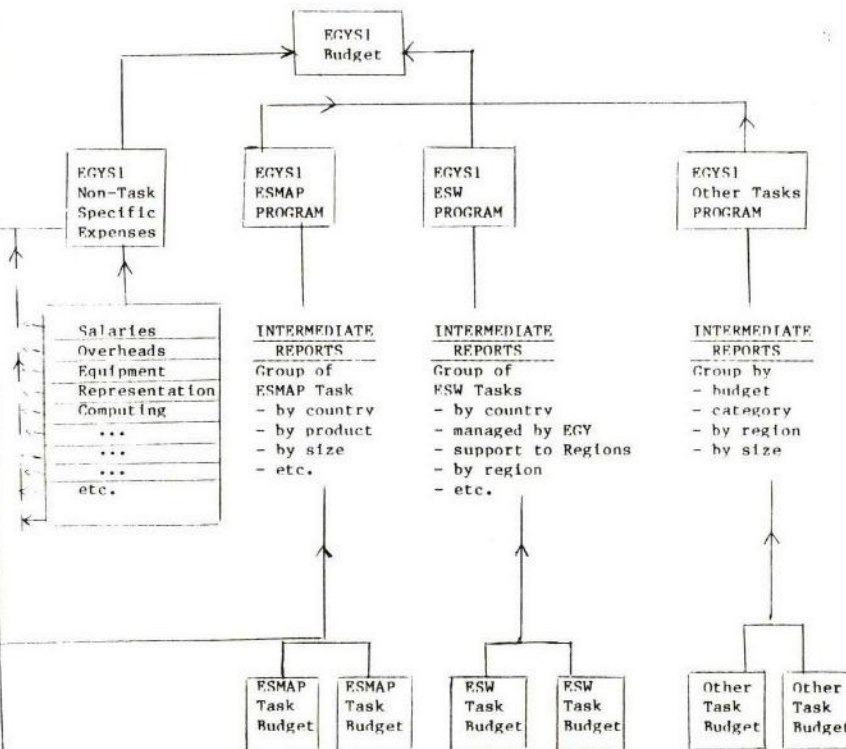 EGYS1
Budget
EGYS1
Non-Task
Specific
Expenses
EGYS1
ESMAP
PROGRAM
EGYS1
ESW
PROGRAM
EGYS1
Other Tasks
PROGRAM
Salaries
Overheads
Equipment
Representation
Computing
...
...
...
etc.
INTERMEDIATE
REPORTS
Group of
ESMAP Task
- by country
- by product
- by size
- etc.
INTERMEDIATE
REPORTS
Group of
ESW Tasks
- by country
- managed by EGY
- support to Regions
- by region
- etc.
INTERMEDIATE
REPORTS
Group by
- budget
- category
- by region
- by size
ESMAP
Task
Budget
ESMAP
Task
Budget
ESW
Task
Budget
ESW
Task
Budget
Other
Task
Budget
Other
Task
Budget